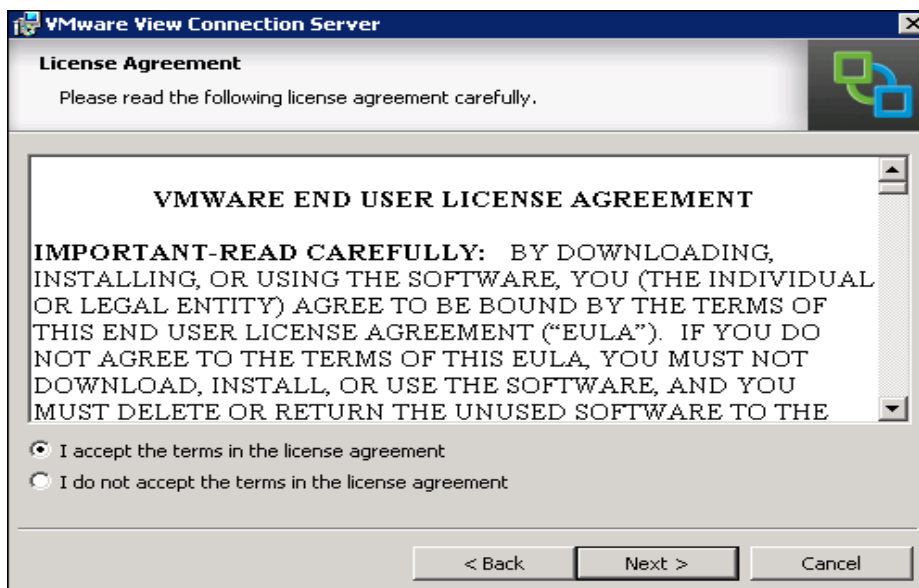 VMware View Connection Server
License Agreement
Please read the following license agreement carefully.
VMWARE END USER LICENSE AGREEMENT
IMPORTANT-READ CAREFULLY: BY DOWNLOADING,
INSTALLING, OR USING THE SOFTWARE, YOU (THE INDIVIDUAL
OR LEGAL ENTITY) AGREE TO BE BOUND BY THE TERMS OF
THIS END USER LICENSE AGREEMENT (“EULA”). IF YOU DO
NOT AGREE TO THE TERMS OF THIS EULA, YOU MUST NOT
DOWNLOAD, INSTALL, OR USE THE SOFTWARE, AND YOU
MUST DELETE OR RETURN THE UNUSED SOFTWARE TO THE
I accept the terms in the license agreement
I do not accept the terms in the license agreement
< Back Next > Cancel